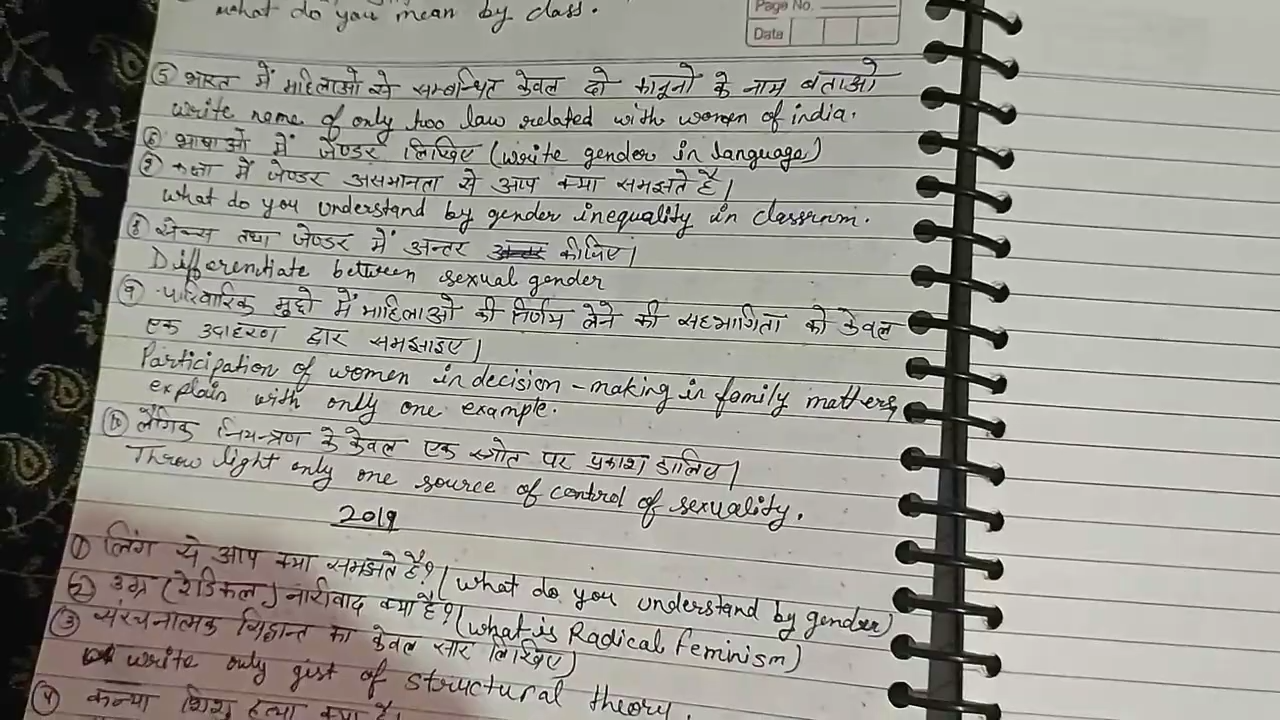 what do you mean by class.
Page No.
Data
⑤ भारत में महिलाओं से सम्बन्धित केवल दो कानूनो के नाम बताओ
write name of only two law related with women of india.
⑥ भाषाओं में जेण्डर लिखिए (write gender in language)
⑦ कक्षा में जेण्डर असमानता से आप क्या समझते है।
what do you understand by gender inequality in classroom.
⑧ सेक्स तथा जेण्डर में अन्तर कीजिए।
Differentiate between sexual gender
⑨ पारिवारिक मुद्दो में महिलाओं की निर्णय लेने की सहभागिता को केवल
एक उदाहरण द्वार समझाइए।
Participation of women in decision-making in family matters,
explain with only one example.
⑩ लैंगिक नियन्त्रण के केवल एक स्त्रोत पर प्रकाश डालिए।
Throw light only one source of control of sexuality.
2019
① लिंग से आप क्या समझते है? (what do you understand by gender)
② उग्र (रेडिकल) नारीवाद क्या है? (what is Radical feminism)
③ संरचनात्मक सिद्धान्त का केवल सार लिखिए)
write only gist of structural theory.
④ कन्या शिशु हत्या क्या है।